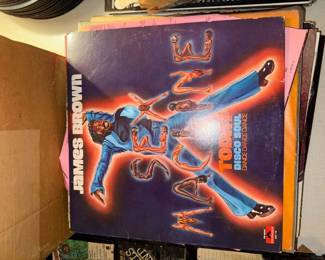 James Brown
SEX
MACHINE
TODAY
DISCO SOUL
DANCE DANCE DANCE